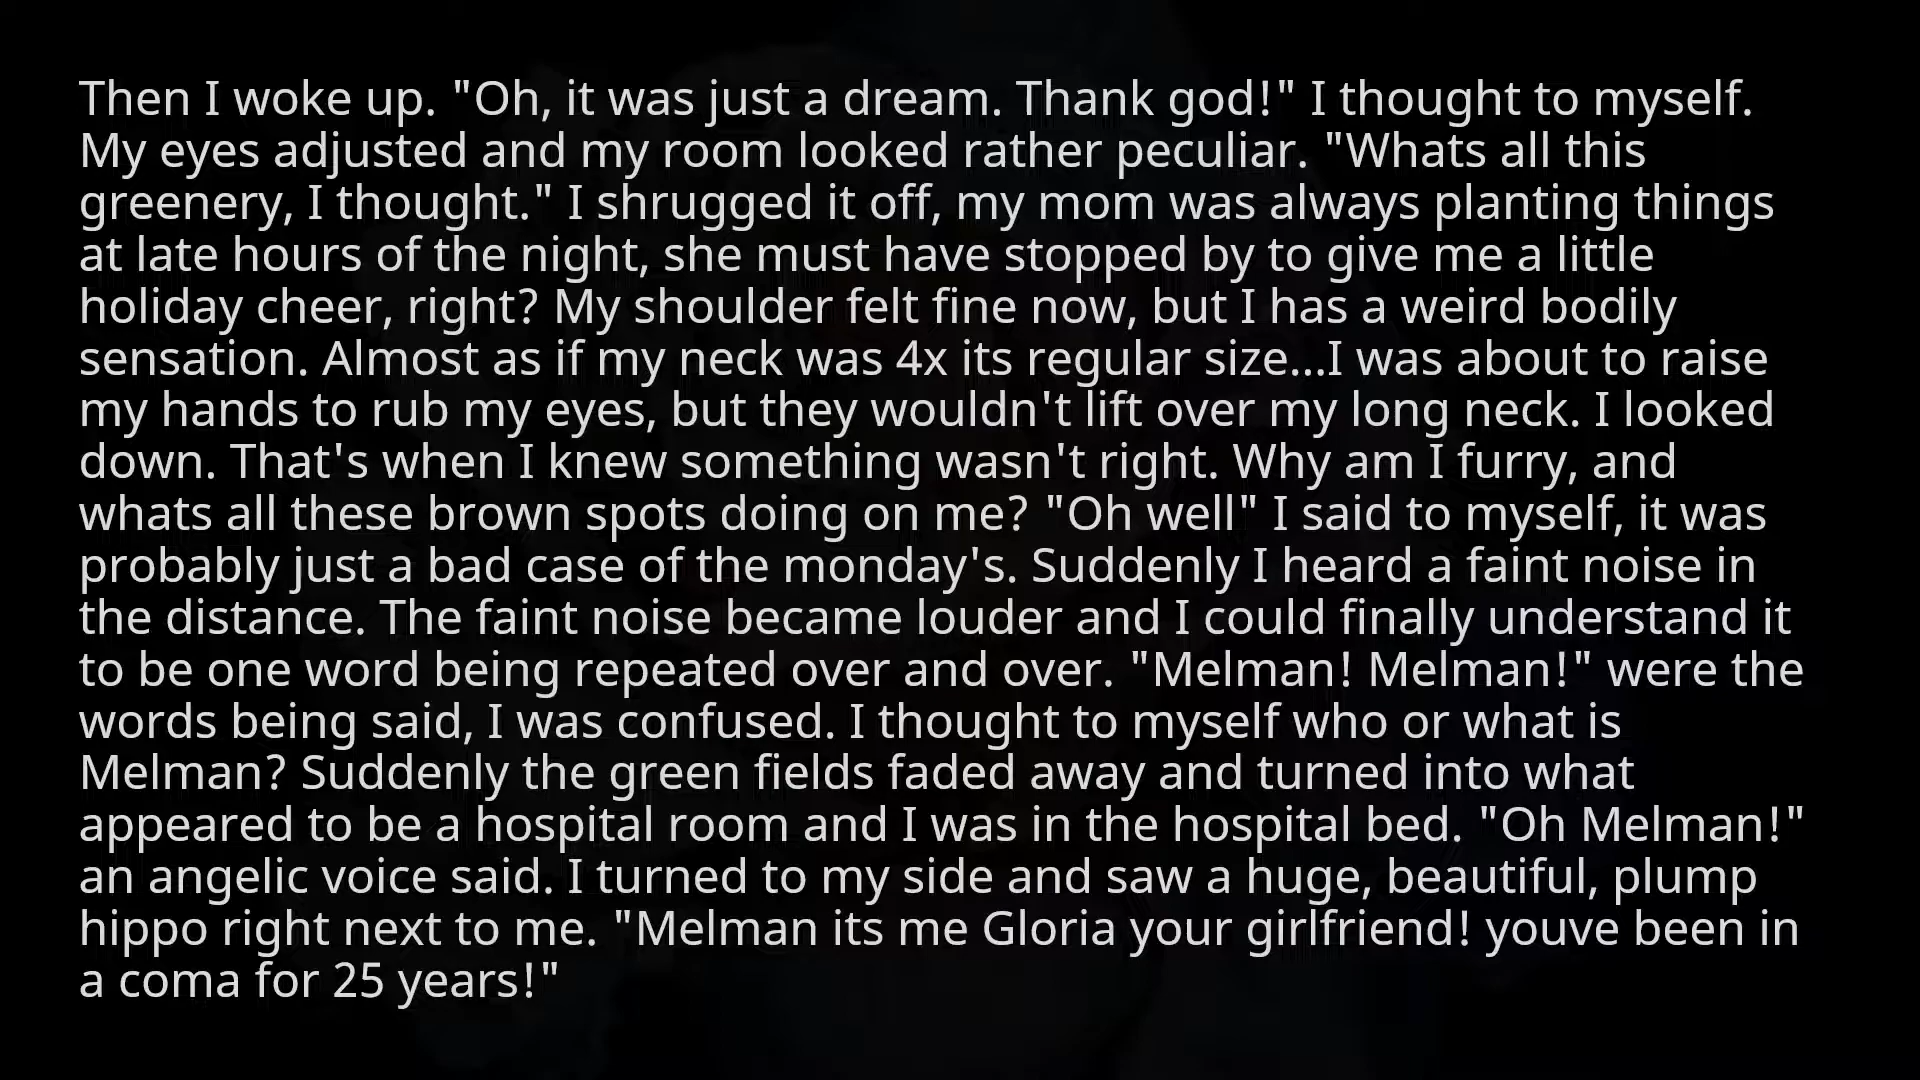 Then I woke up. "Oh, it was just a dream. Thank god!" I thought to myself.
My eyes adjusted and my room looked rather peculiar. "Whats all this
greenery, I thought." I shrugged it off, my mom was always planting things
at late hours of the night, she must have stopped by to give me a little
holiday cheer, right? My shoulder felt fine now, but I has a weird bodily
sensation. Almost as if my neck was 4x its regular size...I was about to raise
my hands to rub my eyes, but they wouldn't lift over my long neck. I looked
down. That's when I knew something wasn't right. Why am I furry, and
whats all these brown spots doing on me? "Oh well" I said to myself, it was
probably just a bad case of the monday's. Suddenly I heard a faint noise in
the distance. The faint noise became louder and I could finally understand it
to be one word being repeated over and over. "Melman! Melman!" were the
words being said, I was confused. I thought to myself who or what is
Melman? Suddenly the green fields faded away and turned into what
appeared to be a hospital room and I was in the hospital bed. "Oh Melman!"
an angelic voice said. I turned to my side and saw a huge, beautiful, plump
hippo right next to me. "Melman its me Gloria your girlfriend! youve been in
a coma for 25 years!"